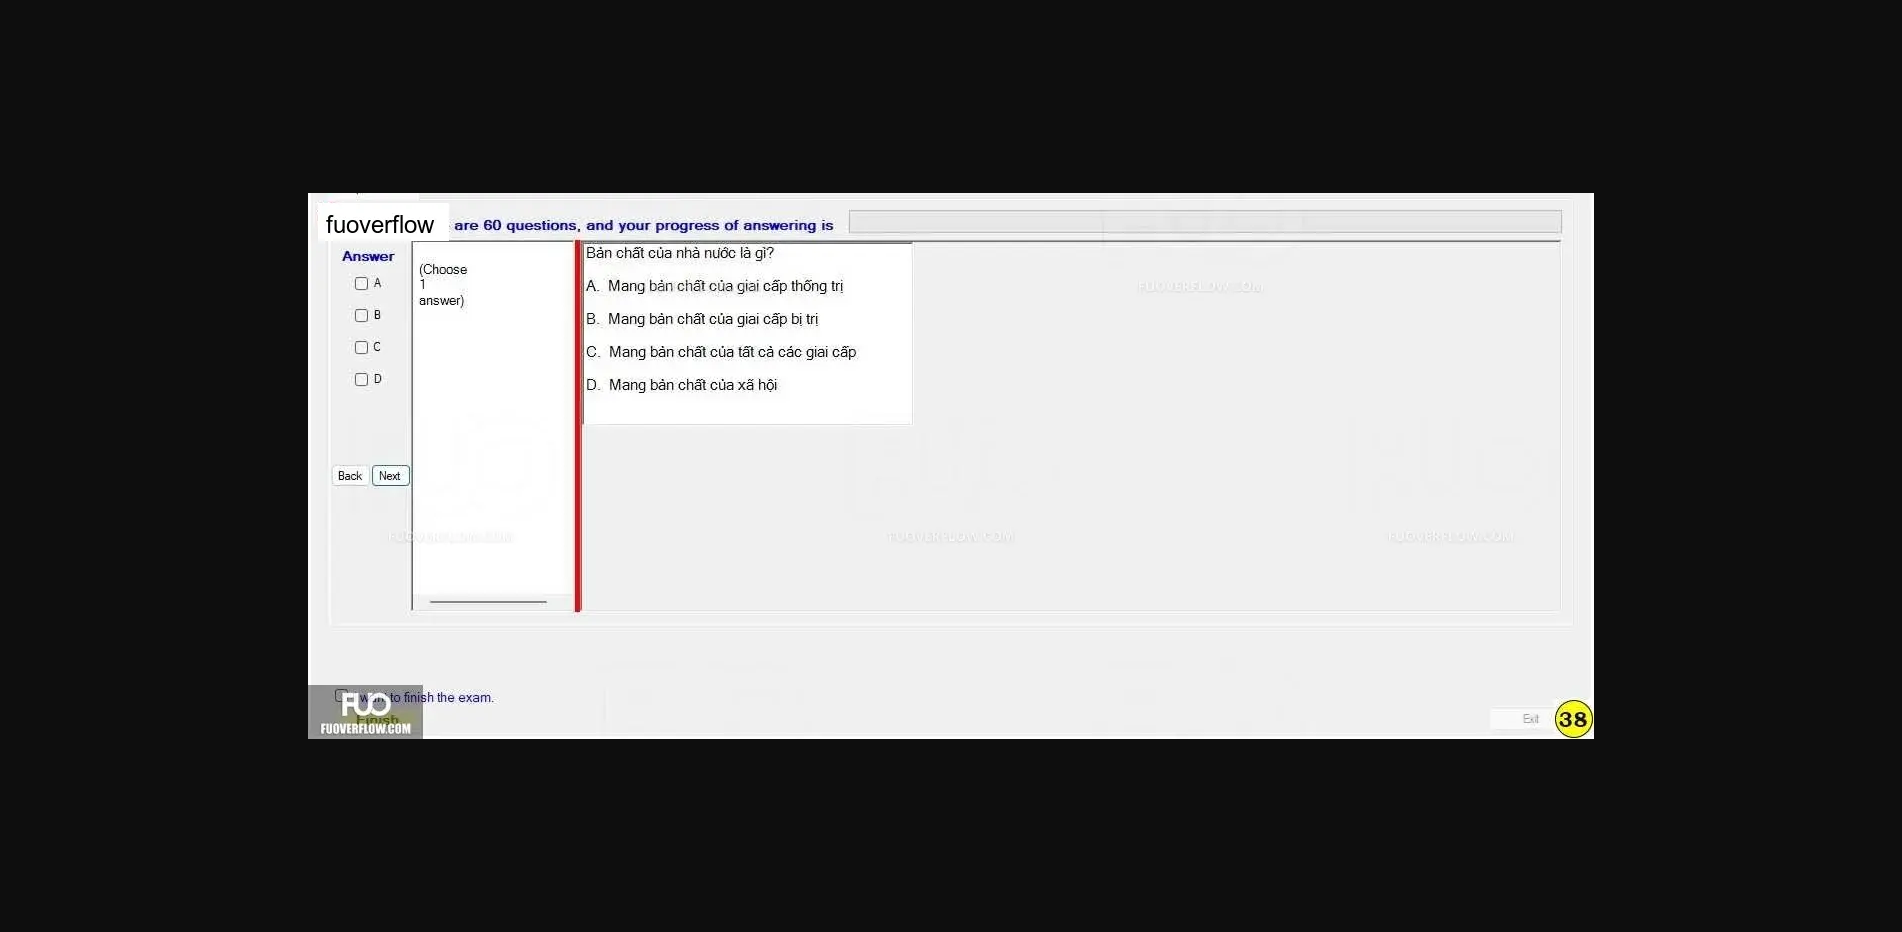 fuoverflow
are 60 questions, and your progress of answering is
Answer
A
B
C
D
Back
Next
(Choose
1
answer)
Bản chất của nhà nước là gì?
A. Mang bản chất của giai cấp thống trị
B. Mang bản chất của giai cấp bị trị
C. Mang bản chất của tất cả các giai cấp
D. Mang bản chất của xã hội
FUOVERFLOW.COM
FUOVERFLOW.COM
FUOVERFLOW.COM
FUOVERFLOW.COM
want to finish the exam.
Finish
FUO
FUOVERFLOW.COM
Exit
38